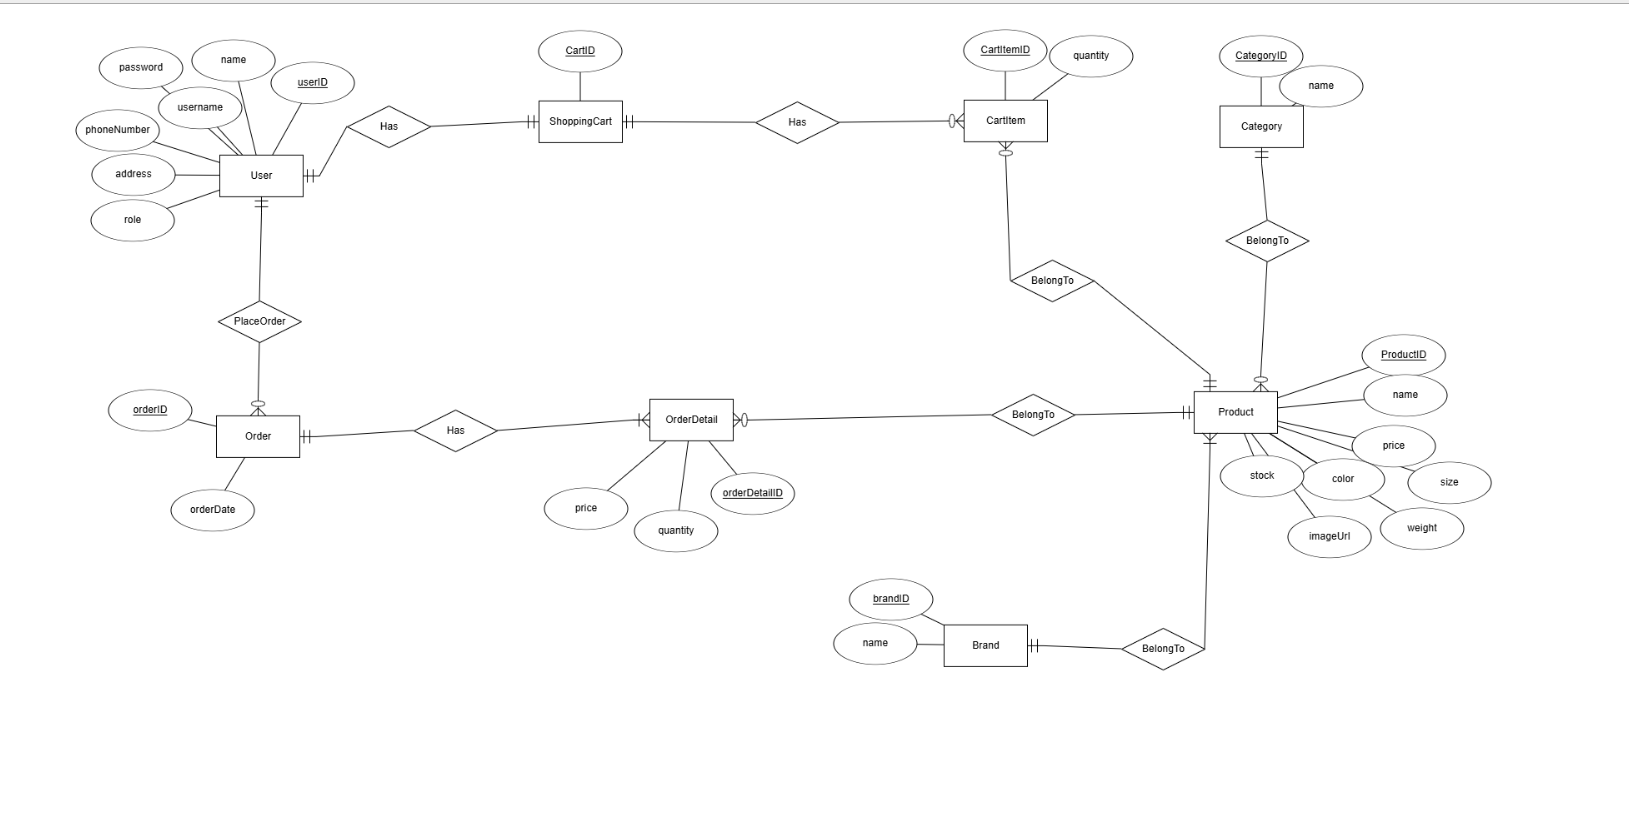 CartID
CartItemID
quantity
CategoryID
name
password
name
userID
username
phoneNumber
address
role
User
Has
ShoppingCart
Has
CartItem
Category
name
BelongTo
BelongTo
PlaceOrder
orderID
Order
orderDate
Has
OrderDetail
price
quantity
orderDetailID
BelongTo
Product
ProductID
name
price
size
stock
color
weight
imageUrl
brandID
name
Brand
BelongTo